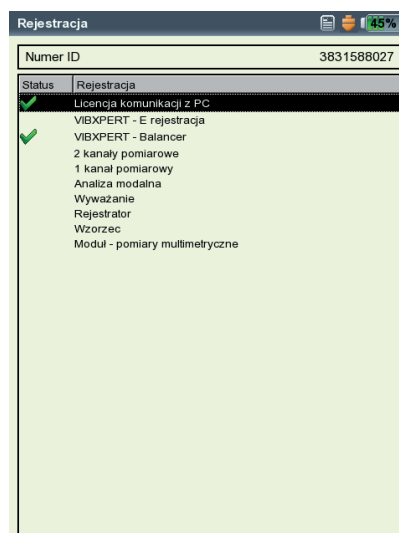 Rejestracja 45%
Numer ID 3831588027
Status Rejestracja
Licencja komunikacji z PC
VIBXPERT - E rejestracja
VIBXPERT - Balancer
2 kanały pomiarowe
1 kanał pomiarowy
Analiza modalna
Wyważanie
Rejestrator
Wzorzec
Moduł - pomiary multimetryczne